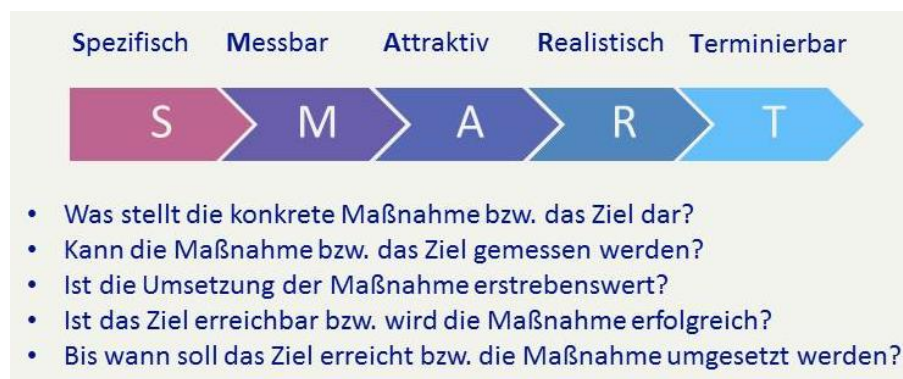 Spezifisch Messbar Attraktiv Realistisch Terminierbar
S M A R T
• Was stellt die konkrete Maßnahme bzw. das Ziel dar?
• Kann die Maßnahme bzw. das Ziel gemessen werden?
• Ist die Umsetzung der Maßnahme erstrebenswert?
• Ist das Ziel erreichbar bzw. wird die Maßnahme erfolgreich?
• Bis wann soll das Ziel erreicht bzw. die Maßnahme umgesetzt werden?